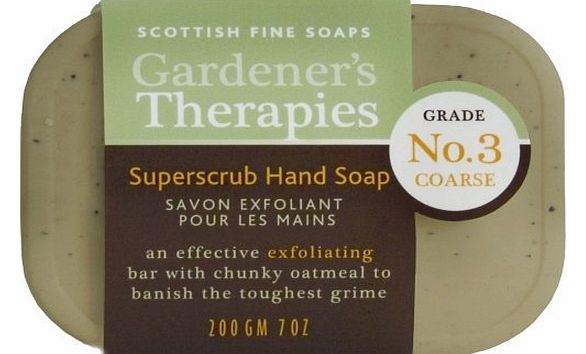 SCOTTISH FINE SOAPS
Gardener's
Therapies
GRADE
No.3
COARSE
Superscrub Hand Soap
SAVON EXFOLIANT
POUR LES MAINS
an effective exfoliating
bar with chunky oatmeal to
banish the toughest grime
200GM 7OZ